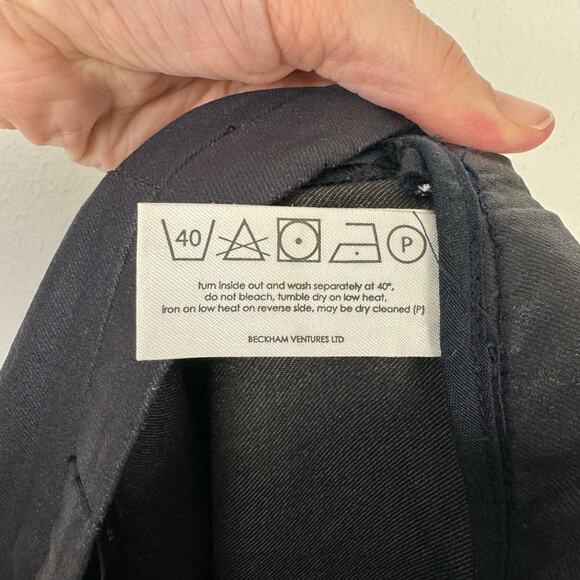 40 P
turn inside out and wash separately at 40°,
do not bleach, tumble dry on low heat,
iron on low heat on reverse side, may be dry cleaned (P)
BECKHAM VENTURES LTD